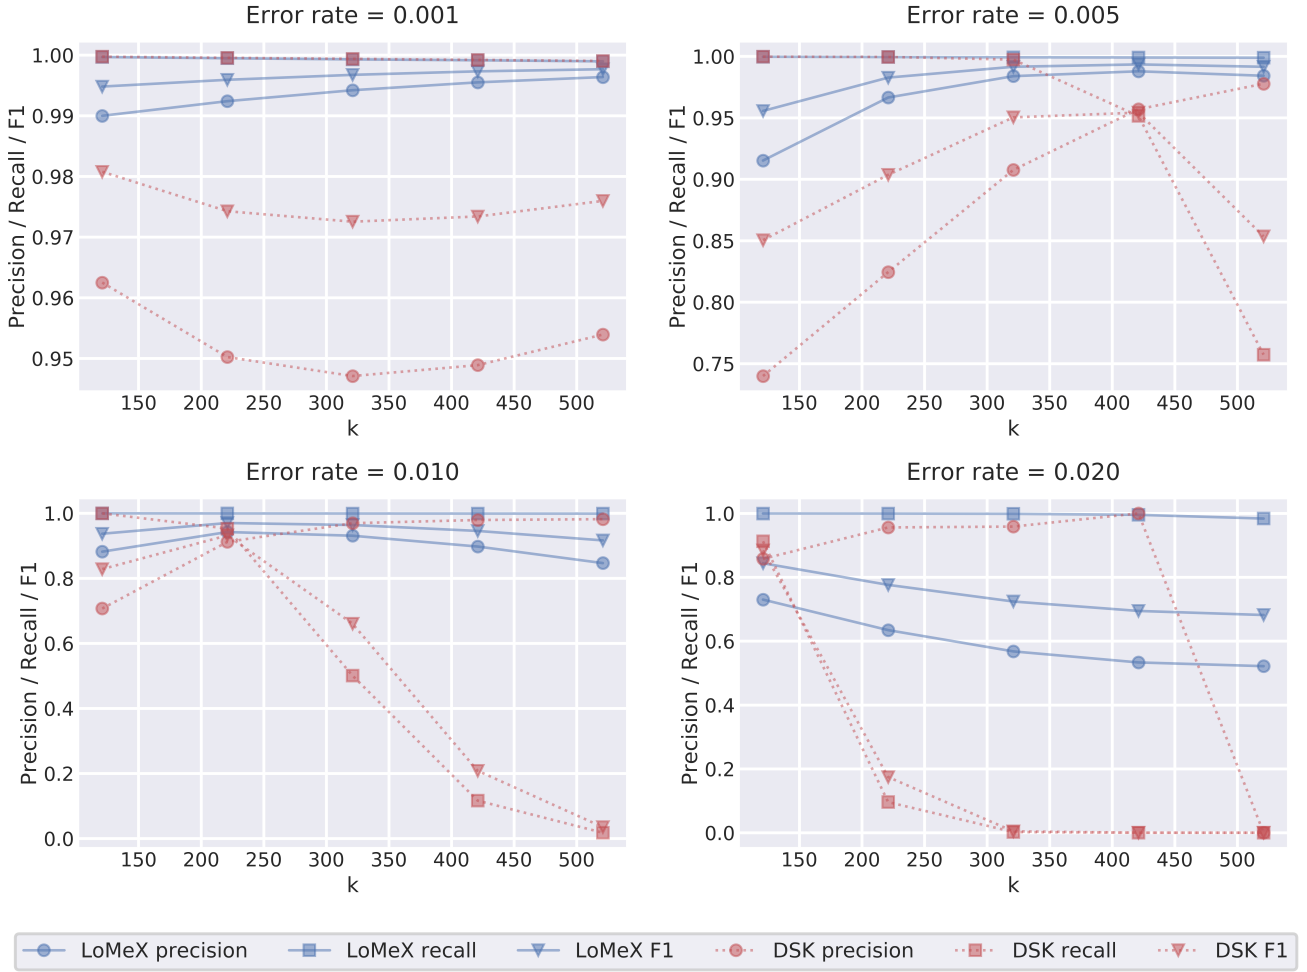 Error rate = 0.001
Error rate = 0.005
Precision / Recall / F1
1.00
0.99
0.98
0.97
0.96
0.95
150 200 250 300 350 400 450 500
k
Precision / Recall / F1
1.00
0.95
0.90
0.85
0.80
0.75
150 200 250 300 350 400 450 500
k
Error rate = 0.010
Error rate = 0.020
Precision / Recall / F1
1.0
0.8
0.6
0.4
0.2
0.0
150 200 250 300 350 400 450 500
k
Precision / Recall / F1
1.0
0.8
0.6
0.4
0.2
0.0
150 200 250 300 350 400 450 500
k
LoMeX precision LoMeX recall LoMeX F1 DSK precision DSK recall DSK F1